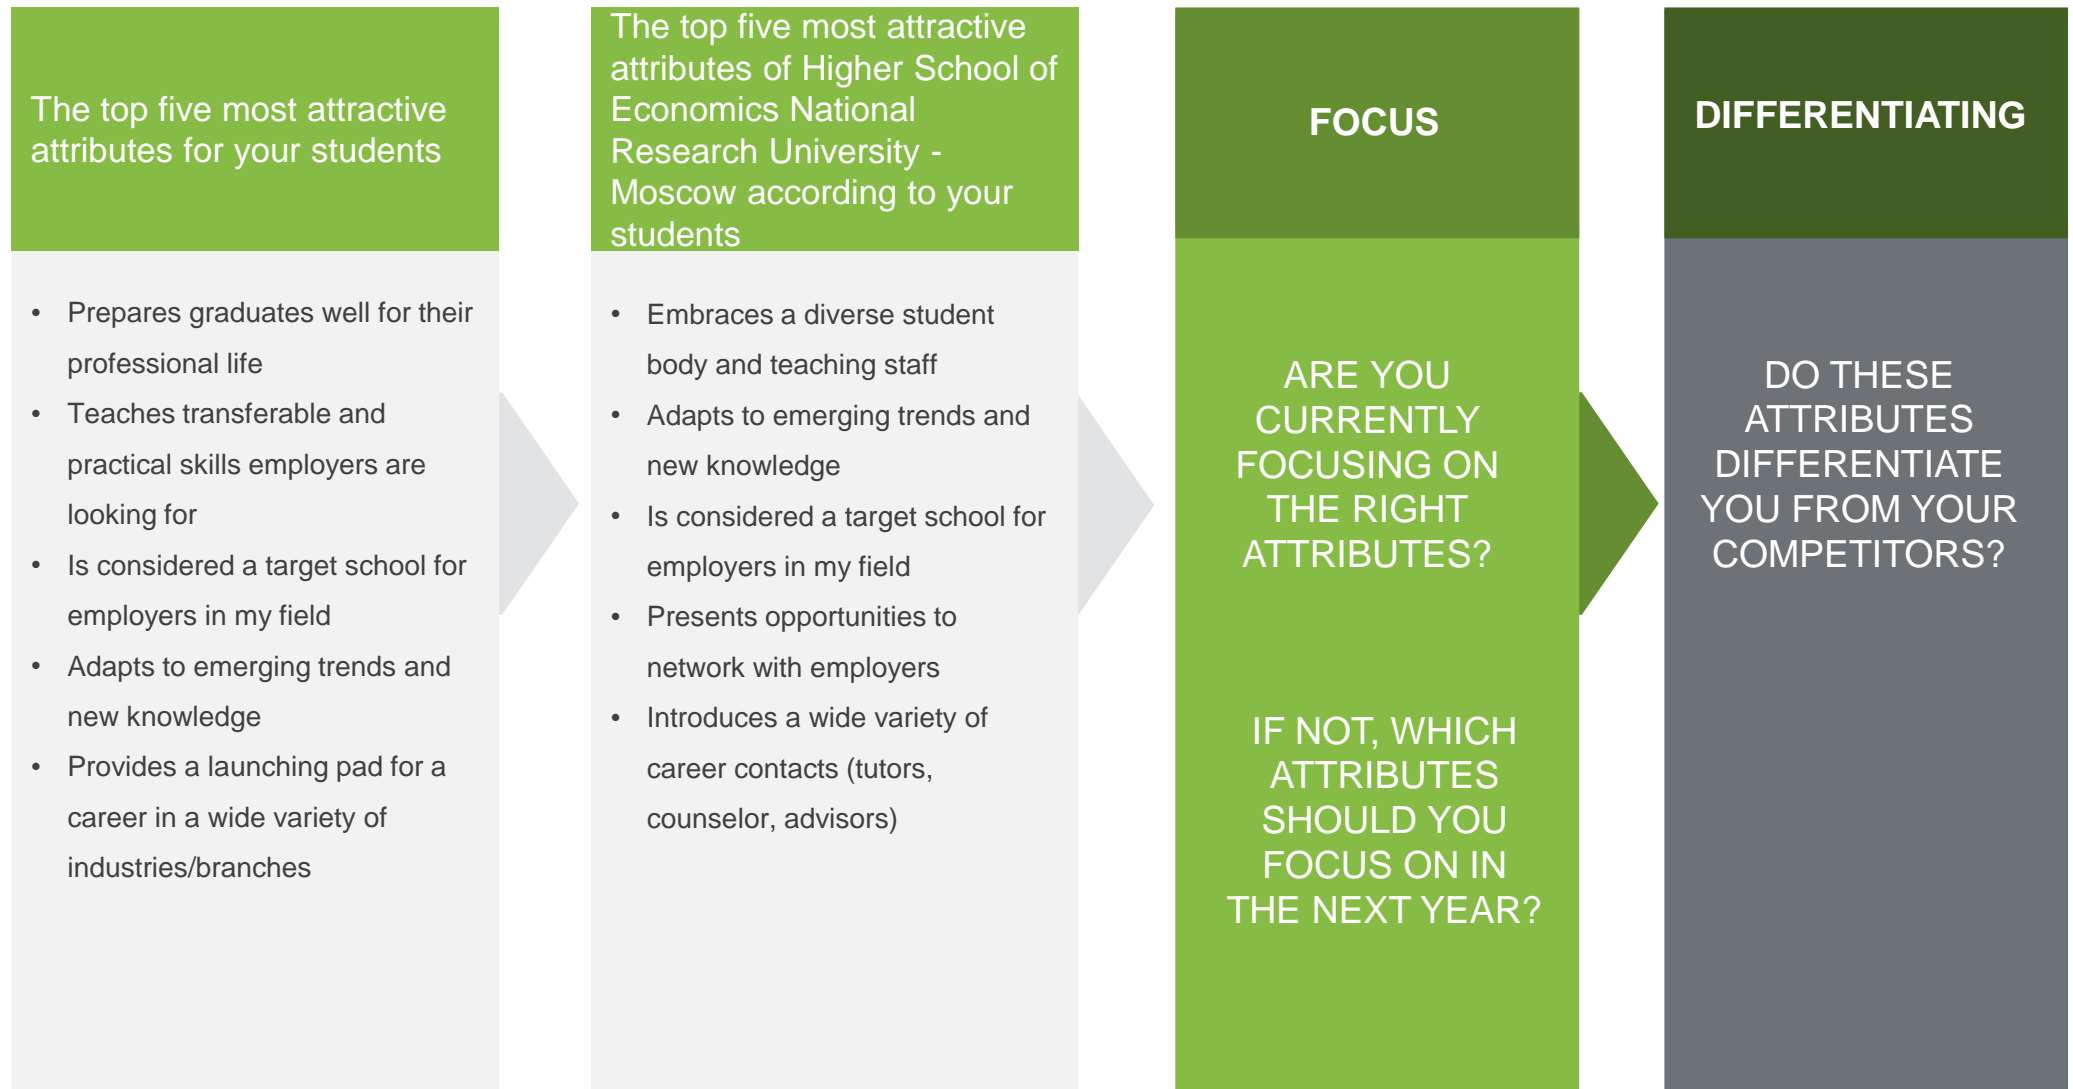 The top five most attractive
attributes for your students
• Prepares graduates well for their
professional life
• Teaches transferable and
practical skills employers are
looking for
• Is considered a target school for
employers in my field
• Adapts to emerging trends and
new knowledge
• Provides a launching pad for a
career in a wide variety of
industries/branches
The top five most attractive
attributes of Higher School of
Economics National
Research University -
Moscow according to your
students
• Embraces a diverse student
body and teaching staff
• Adapts to emerging trends and
new knowledge
• Is considered a target school for
employers in my field
• Presents opportunities to
network with employers
• Introduces a wide variety of
career contacts (tutors,
counselor, advisors)
FOCUS
ARE YOU
CURRENTLY
FOCUSING ON
THE RIGHT
ATTRIBUTES?
IF NOT, WHICH
ATTRIBUTES
SHOULD YOU
FOCUS ON IN
THE NEXT YEAR?
DIFFERENTIATING
DO THESE
ATTRIBUTES
DIFFERENTIATE
YOU FROM YOUR
COMPETITORS?